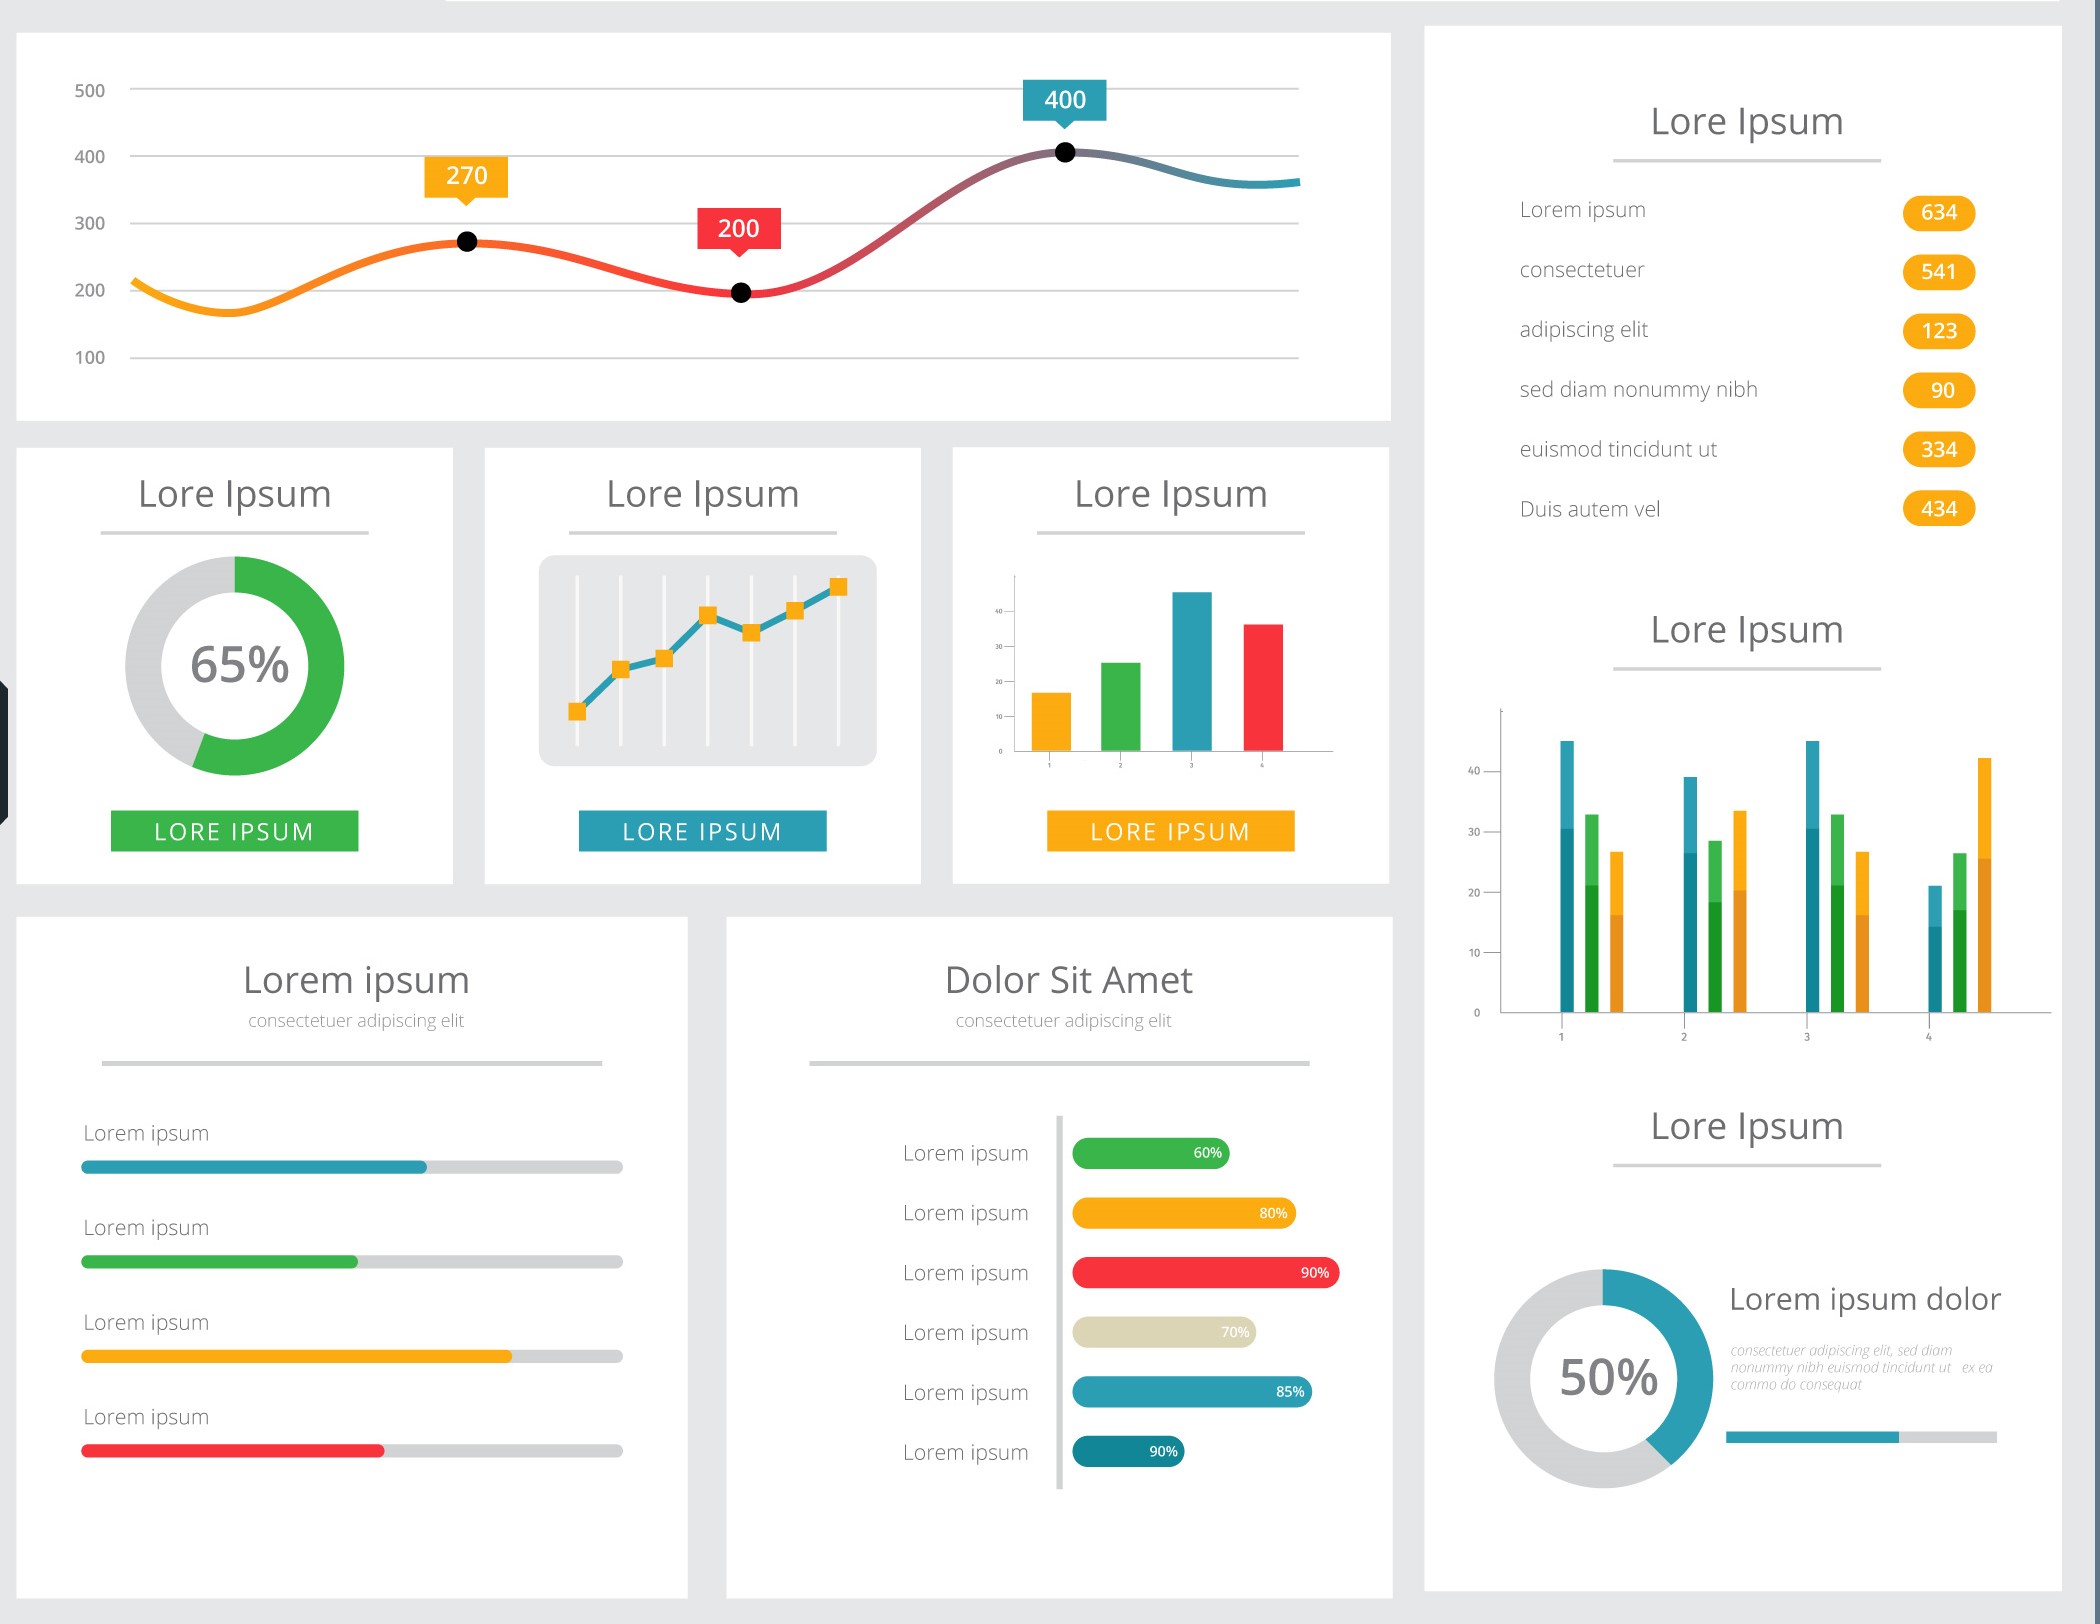 500
400
300
200
100
270
200
400
Lore Ipsum
65%
LORE IPSUM
Lore Ipsum
LORE IPSUM
Lore Ipsum
40
30
20
10
0
1 2 3 4
LORE IPSUM
Lorem ipsum
consectetuer adipiscing elit
Lorem ipsum
Lorem ipsum
Lorem ipsum
Lorem ipsum
Dolor Sit Amet
consectetuer adipiscing elit
Lorem ipsum 60%
Lorem ipsum 80%
Lorem ipsum 90%
Lorem ipsum 70%
Lorem ipsum 85%
Lorem ipsum 90%
Lore Ipsum
Lorem ipsum 634
consectetuer 541
adipiscing elit 123
sed diam nonummy nibh 90
euismod tincidunt ut 334
Duis autem vel 434
Lore Ipsum
40
30
20
10
0
1 2 3 4
Lore Ipsum
50%
Lorem ipsum dolor
consectetuer adipiscing elit, sed diam
nonummy nibh euismod tincidunt ut ex ea
commo do consequat